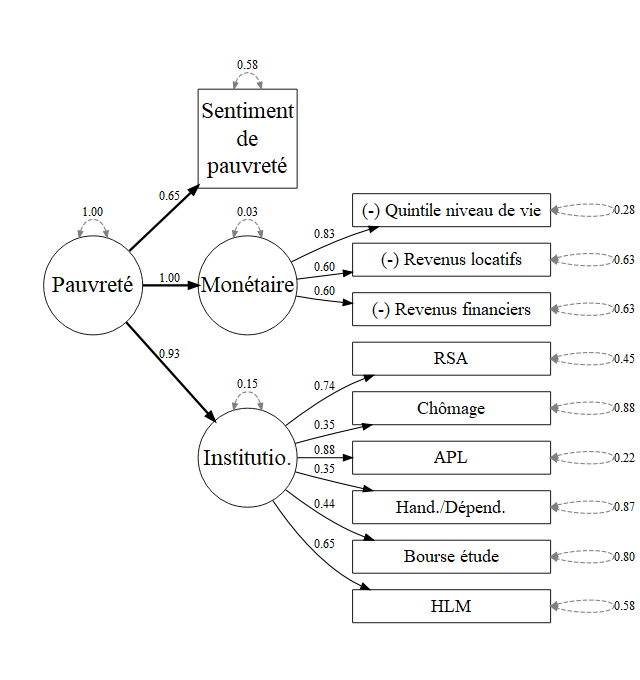 0.58
Sentiment
de
pauvreté
0.65
1.00
0.03
Pauvreté
1.00
Monétaire
0.83
(-) Quintile niveau de vie
0.28
0.60
(-) Revenus locatifs
0.63
0.60
(-) Revenus financiers
0.63
0.93
0.15
Institutio.
0.74
RSA
0.45
0.35
Chômage
0.88
0.88
APL
0.22
0.35
Hand./Dépend.
0.87
0.44
Bourse étude
0.80
0.65
HLM
0.58